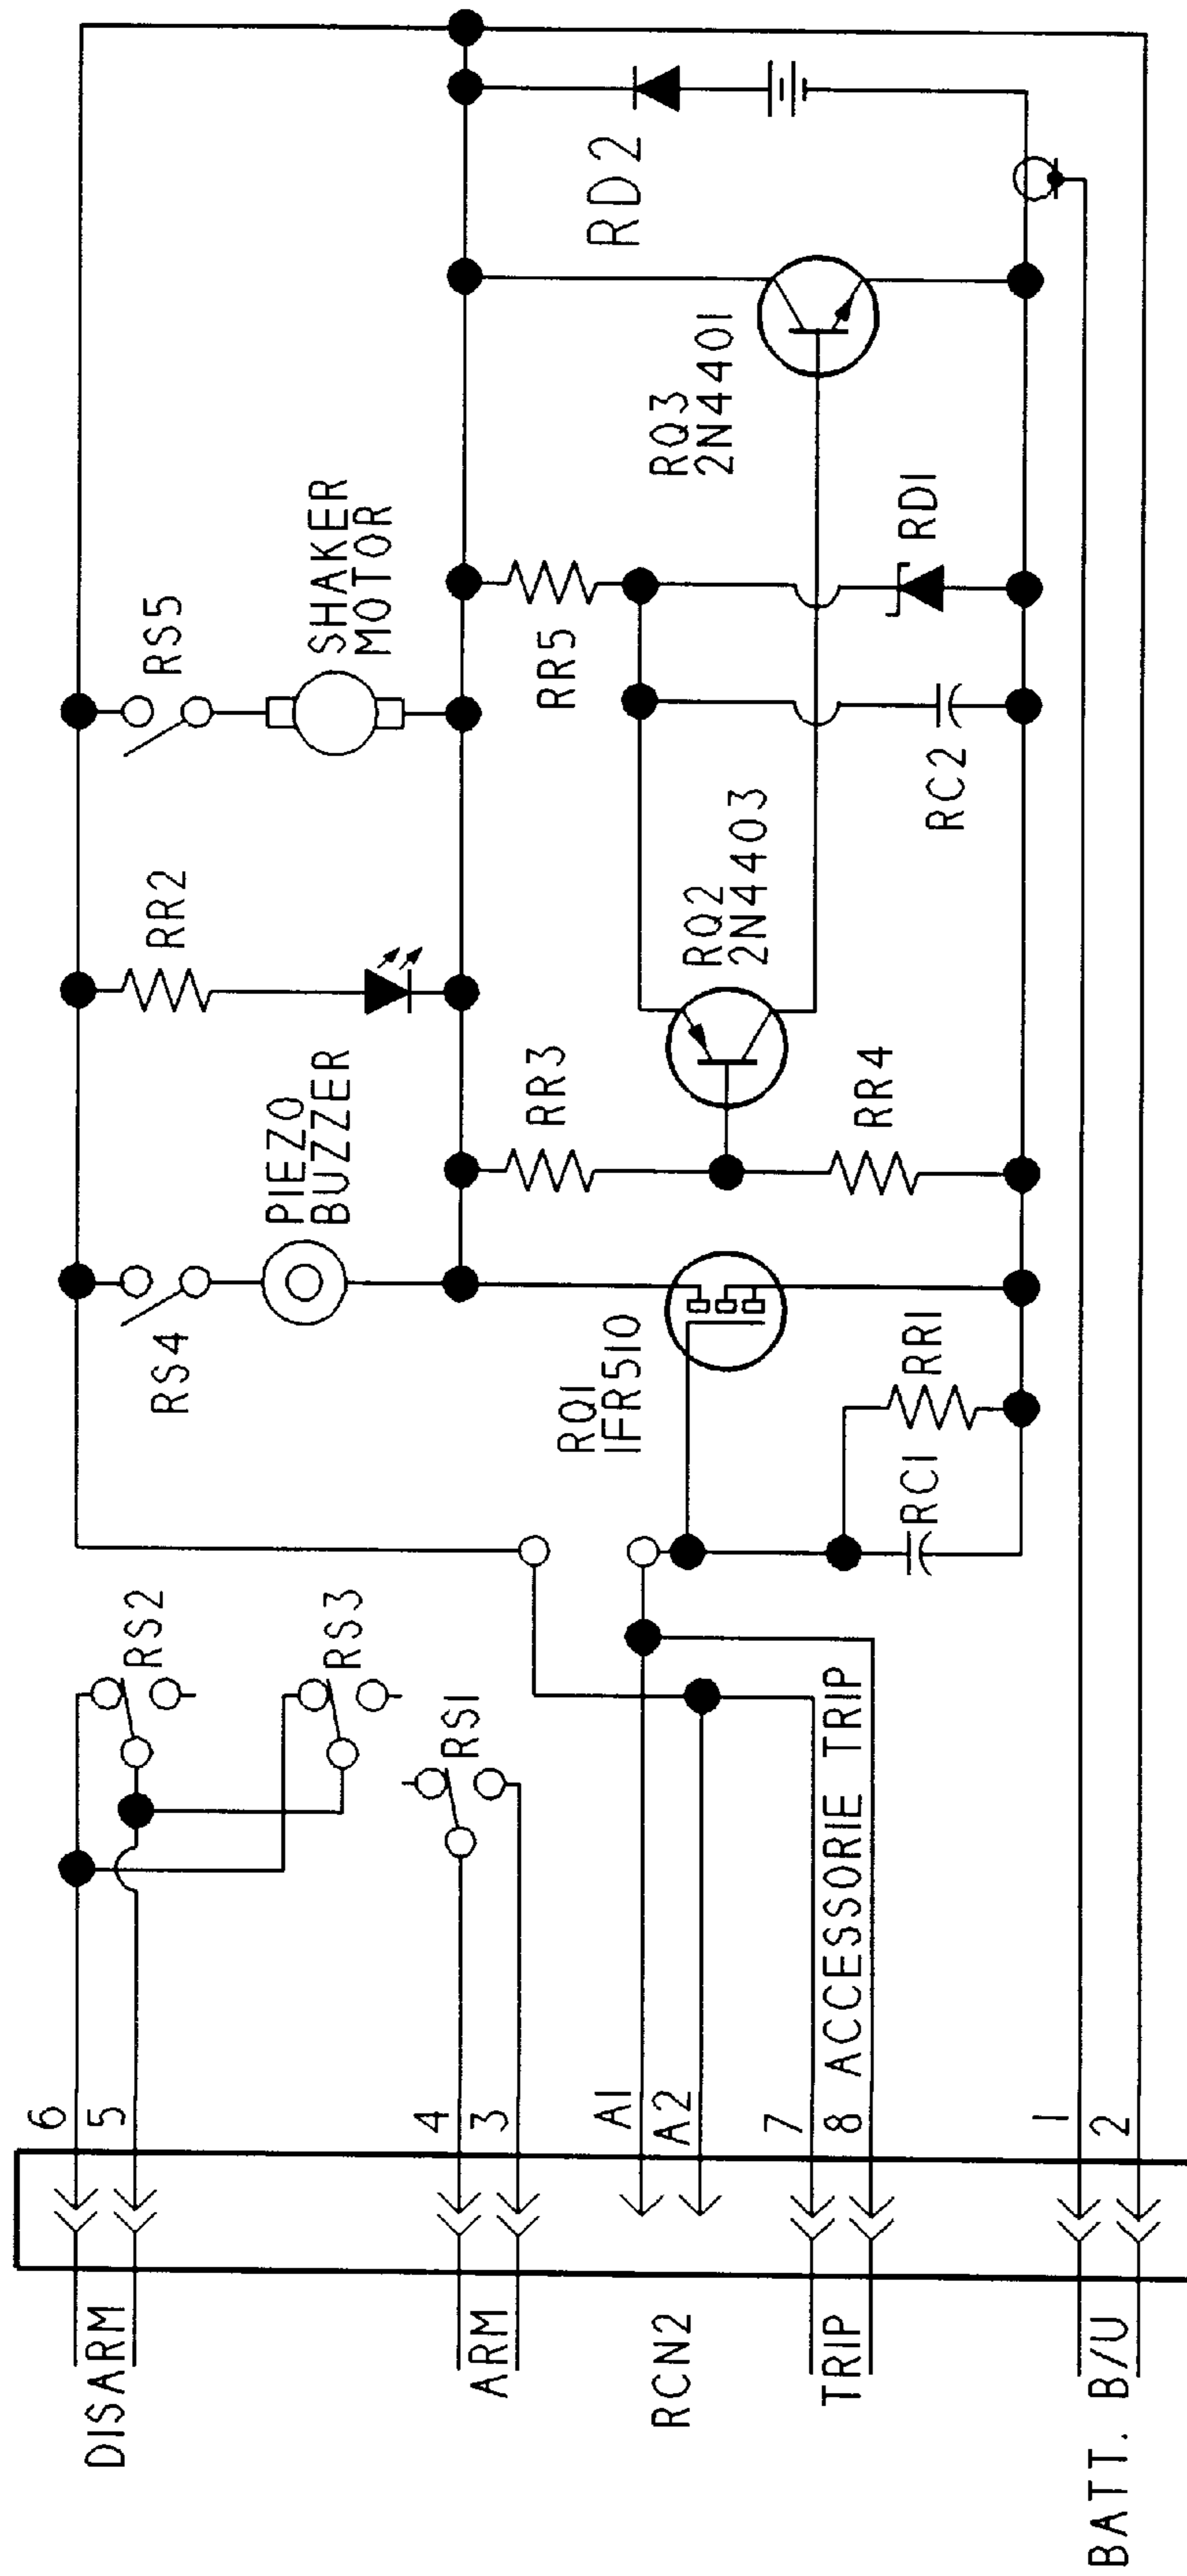 DISARM
6
5
RS2
RS3
ARM
4
3
RS1
RCN2
A1
A2
TRIP
7
8 ACCESSORIE TRIP
BATT. B/U
1
2
RS4
PIEZO
BUZZER
RR2
RS5
SHAKER
MOTOR
RQ1
IFR510
RC1
RR1
RR3
RR4
RQ2
2N4403
RR5
RC2
RD1
RQ3
2N4401
RD2